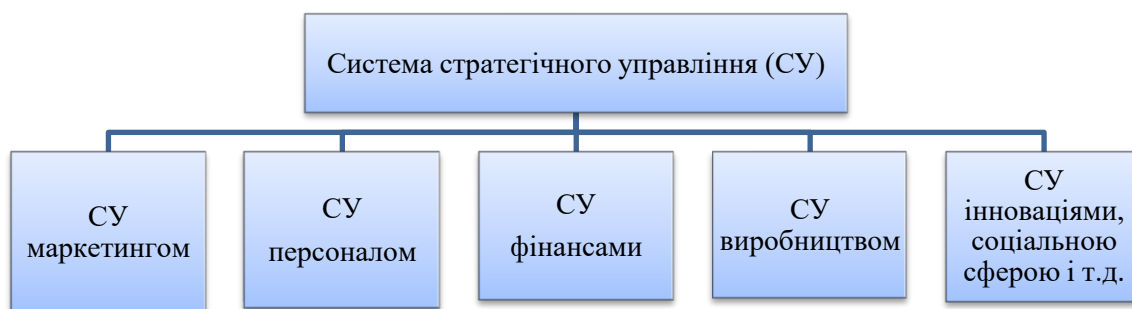 Система стратегічного управління (СУ)
СУ
маркетингом
СУ
персоналом
СУ
фінансами
СУ
виробництвом
СУ
інноваціями,
соціальною
сферою і т.д.